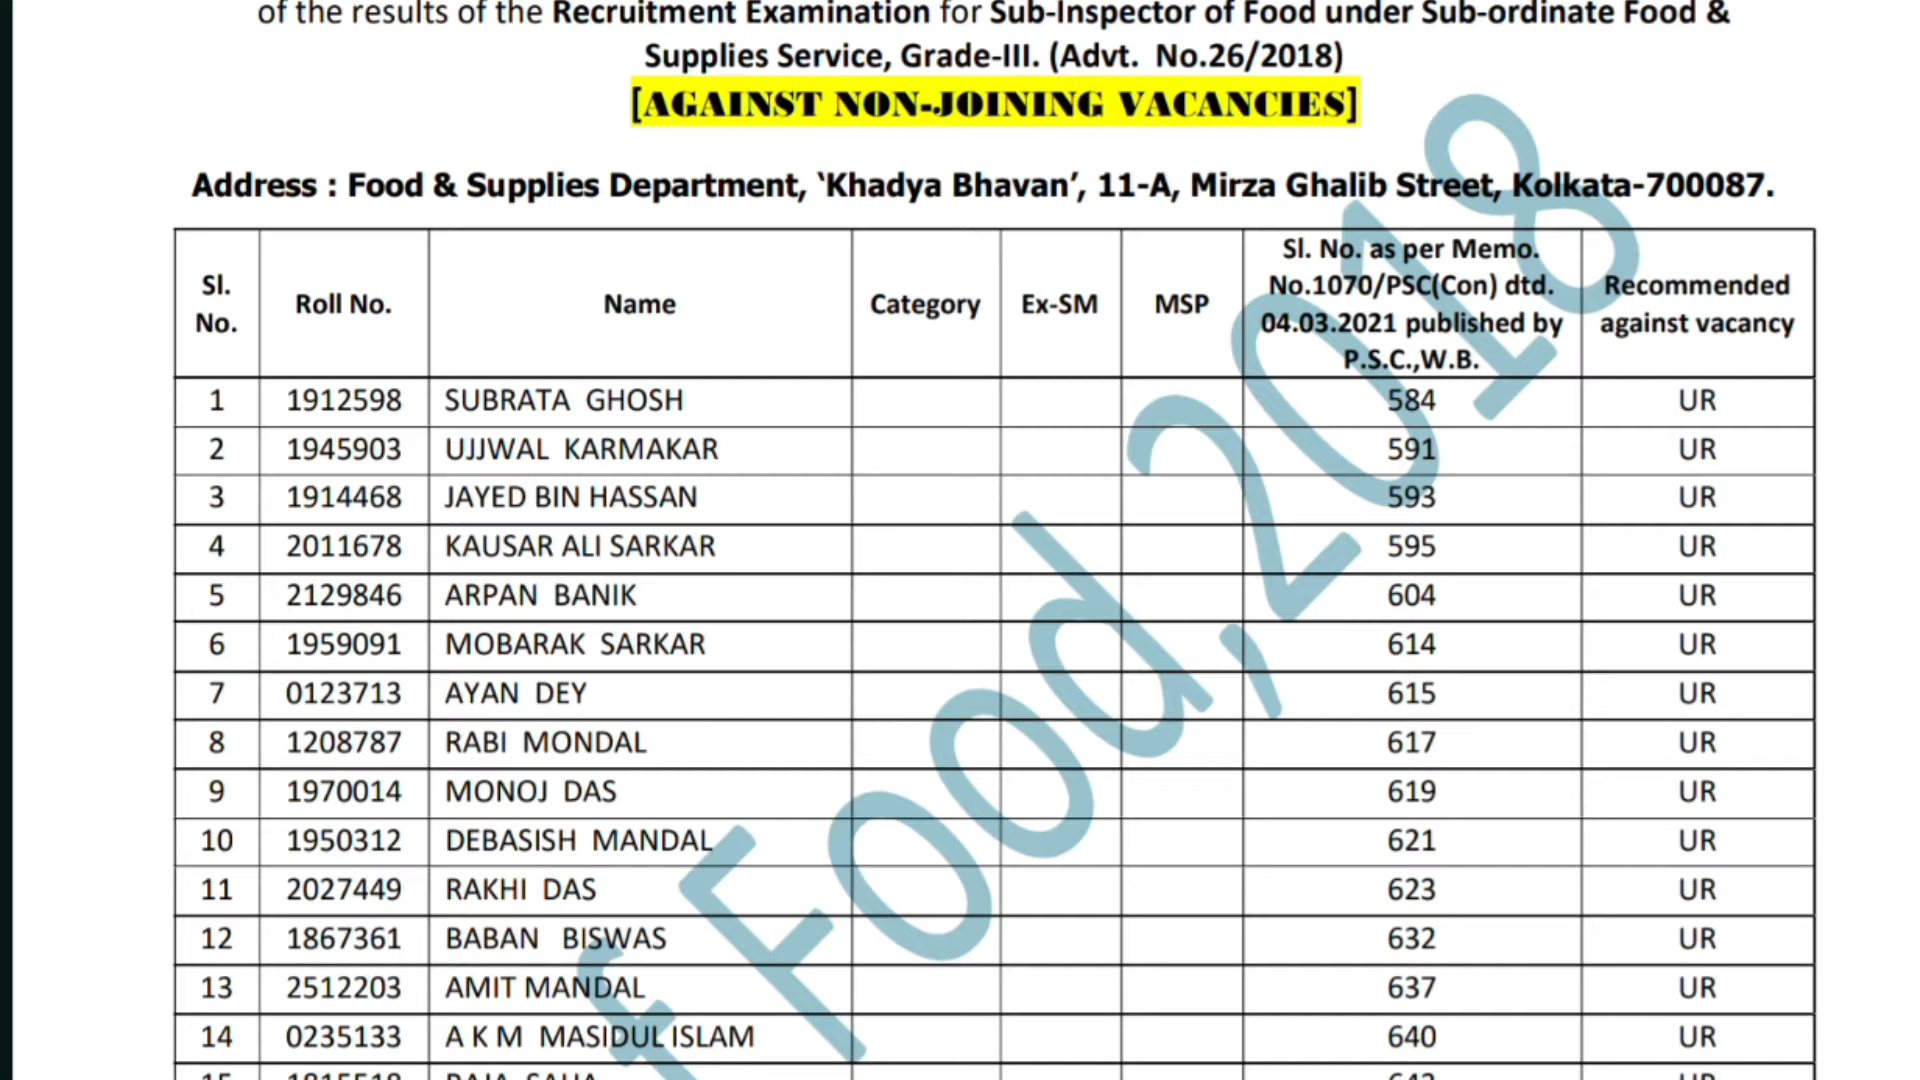 of the results of the Recruitment Examination for Sub-Inspector of Food under Sub-ordinate Food &
Supplies Service, Grade-III. (Advt. No.26/2018)
[AGAINST NON-JOINING VACANCIES]
Address : Food & Supplies Department, ‘Khadya Bhavan’, 11-A, Mirza Ghalib Street, Kolkata-700087.
Sl. No. Roll No. Name Category Ex-SM MSP Sl. No. as per Memo. No.1070/PSC(Con) dtd. 04.03.2021 published by P.S.C.,W.B. Recommended against vacancy
1 1912598 SUBRATA GHOSH 584 UR
2 1945903 UJJWAL KARMAKAR 591 UR
3 1914468 JAYED BIN HASSAN 593 UR
4 2011678 KAUSAR ALI SARKAR 595 UR
5 2129846 ARPAN BANIK 604 UR
6 1959091 MOBARAK SARKAR 614 UR
7 0123713 AYAN DEY 615 UR
8 1208787 RABI MONDAL 617 UR
9 1970014 MONOJ DAS 619 UR
10 1950312 DEBASISH MANDAL 621 UR
11 2027449 RAKHI DAS 623 UR
12 1867361 BABAN BISWAS 632 UR
13 2512203 AMIT MANDAL 637 UR
14 0235133 A K M MASIDUL ISLAM 640 UR
f Food,2018